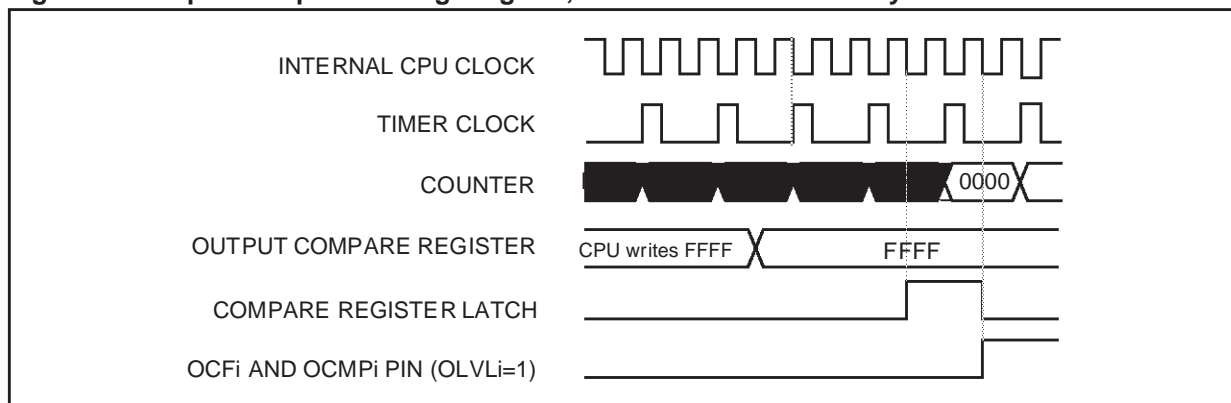 INTERNAL CPU CLOCK
TIMER CLOCK
COUNTER
0000
OUTPUT COMPARE REGISTER
CPU writes FFFF
FFFF
COMPARE REGISTER LATCH
OCFi AND OCMPi PIN (OLVLi=1)